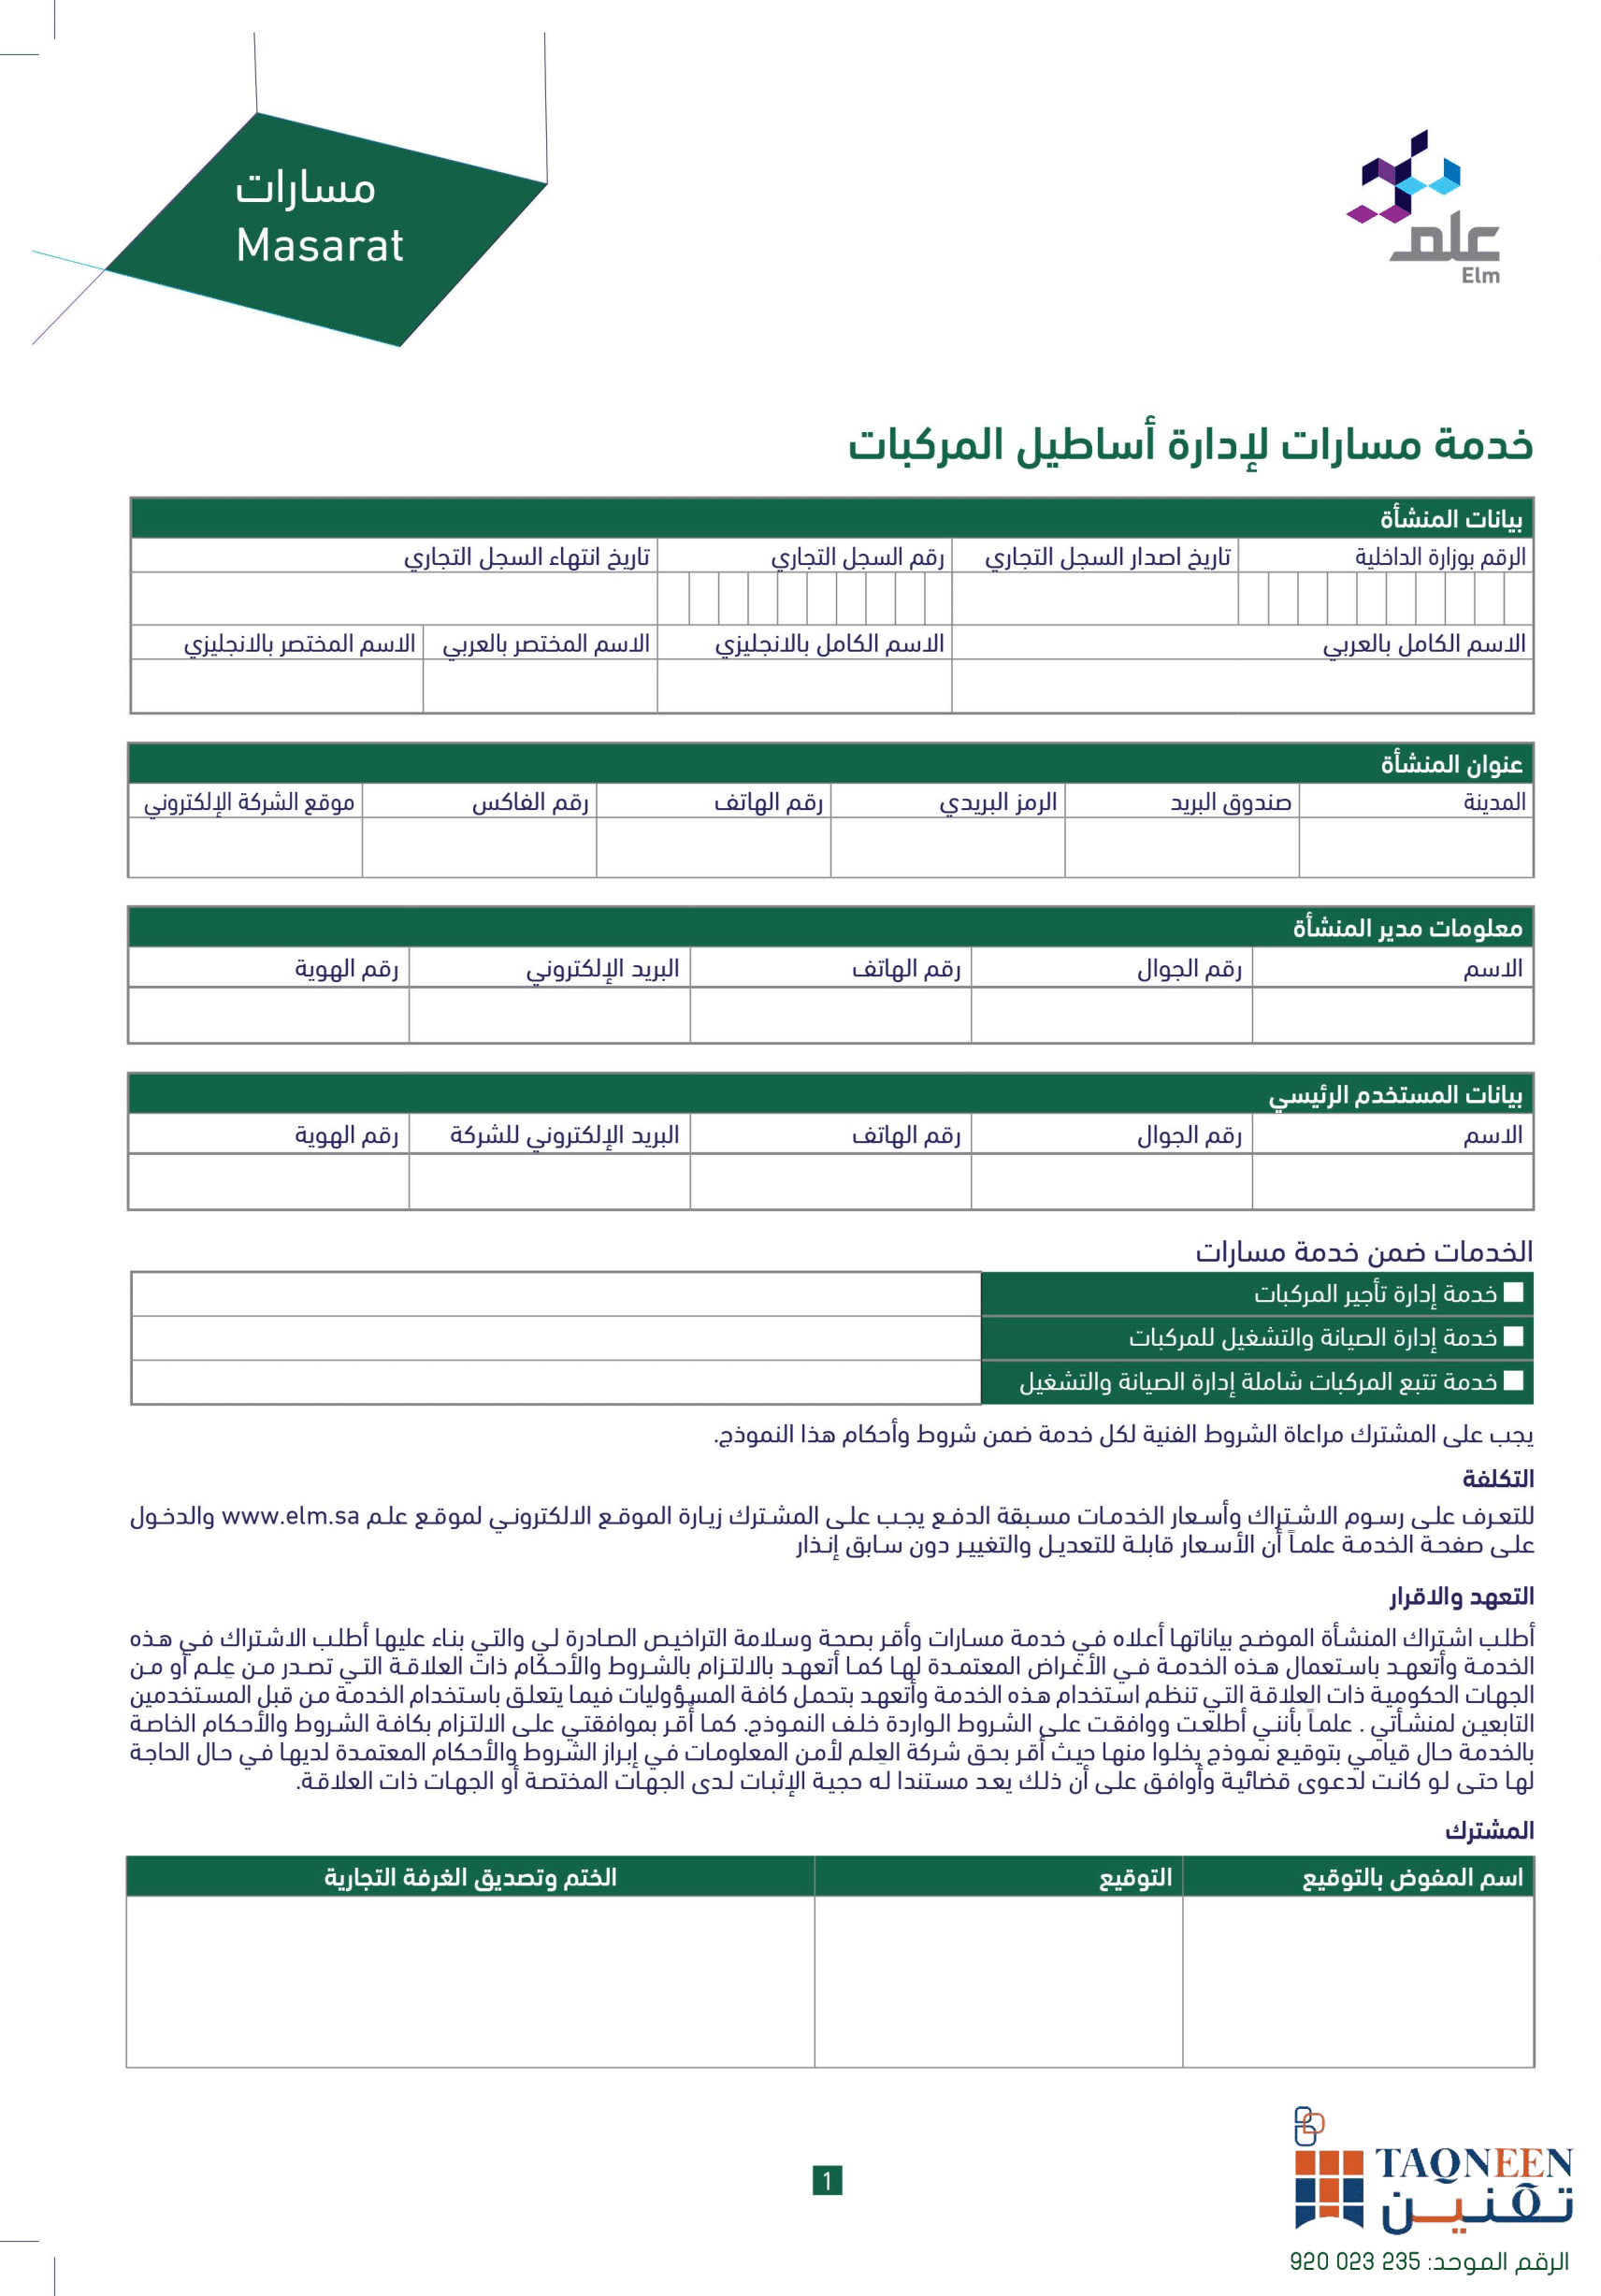 مسارات
Masarat
علم
Elm
خدمة مسارات لإدارة أساطيل المركبات
بيانات المنشأة
الرقم بوزارة الداخلية تاريخ اصدار السجل التجاري رقم السجل التجاري تاريخ انتهاء السجل التجاري
الاسم الكامل بالعربي الاسم الكامل بالانجليزي الاسم المختصر بالعربي الاسم المختصر بالانجليزي
عنوان المنشأة
المدينة صندوق البريد الرمز البريدي رقم الهاتف رقم الفاكس موقع الشركة الإلكتروني
معلومات مدير المنشأة
الاسم رقم الجوال رقم الهاتف البريد الإلكتروني رقم الهوية
بيانات المستخدم الرئيسي
الاسم رقم الجوال رقم الهاتف البريد الإلكتروني للشركة رقم الهوية
الخدمات ضمن خدمة مسارات
خدمة إدارة تأجير المركبات
خدمة إدارة الصيانة والتشغيل للمركبات
خدمة تتبع المركبات شاملة إدارة الصيانة والتشغيل
يجب على المشترك مراعاة الشروط الفنية لكل خدمة ضمن شروط وأحكام هذا النموذج.
التكلفة
للتعرف على رسوم الاشتراك وأسعار الخدمات مسبقة الدفع يجب على المشترك زيارة الموقع الالكتروني لموقع علم www.elm.sa والدخول
على صفحة الخدمة علماً أن الأسعار قابلة للتعديل والتغيير دون سابق إنذار
التعهد والاقرار
أطلب اشتراك المنشأة الموضح بياناتها أعلاه في خدمة مسارات وأقر بصحة وسلامة التراخيص الصادرة لي والتي بناء عليها أطلب الاشتراك في هذه
الخدمة وأتعهد باستعمال هذه الخدمة في الأغراض المعتمدة لها كما أتعهد بالالتزام بالشروط والأحكام ذات العلاقة التي تصدر من عِلم أو من
الجهات الحكومية ذات العلاقة التي تنظم استخدام هذه الخدمة وأتعهد بتحمل كافة المسؤوليات فيما يتعلق باستخدام الخدمة من قبل المستخدمين
التابعين لمنشأتي . علماً بأنني أطلعت ووافقت على الشروط الواردة خلف النموذج. كما أقر بموافقتي على الالتزام بكافة الشروط والأحكام الخاصة
بالخدمة حال قيامي بتوقيع نموذج يخلوا منها حيث أقر بحق شركة العِلم لأمن المعلومات في إبراز الشروط والأحكام المعتمدة لديها في حال الحاجة
لها حتى لو كانت لدعوى قضائية وأوافق على أن ذلك يعد مستندا له حجية الإثبات لدى الجهات المختصة أو الجهات ذات العلاقة.
المشترك
اسم المفوض بالتوقيع التوقيع الختم وتصديق الغرفة التجارية
1
TAQNEEN
تقنين
الرقم الموحد: 920 023 235